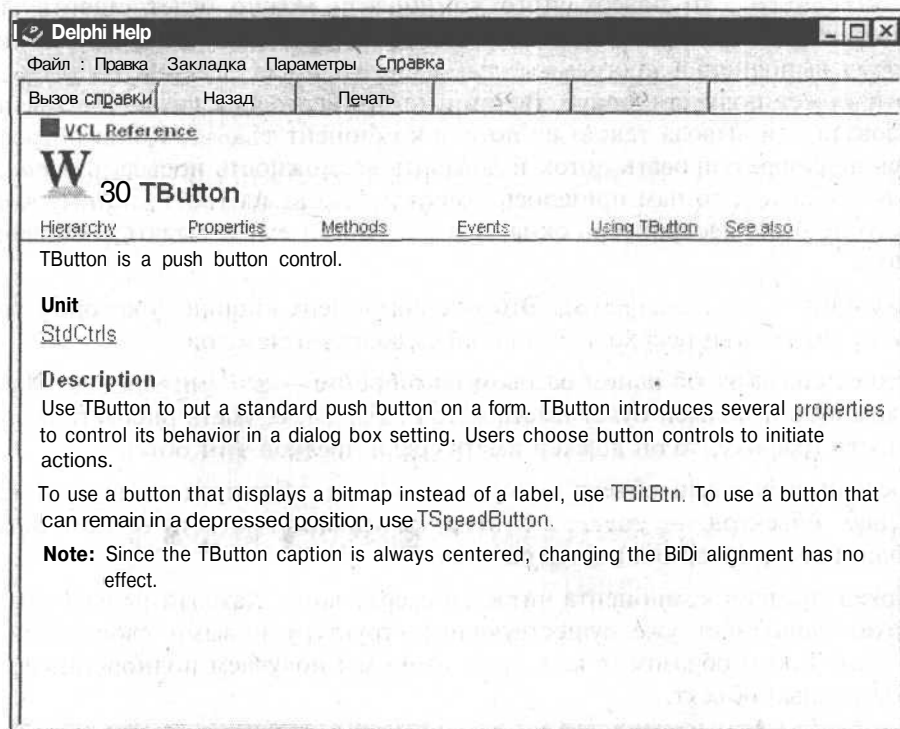 Delphi Help
Файл : Правка Закладка Параметры Справка
Вызов справки Назад Печать << >>
VCL Reference
W 30 TButton
Hierarchy Properties Methods Events Using TButton See also
TButton is a push button control.
Unit
StdCtrls
Description
Use TButton to put a standard push button on a form. TButton introduces several properties
to control its behavior in a dialog box setting. Users choose button controls to initiate
actions.
To use a button that displays a bitmap instead of a label, use TBitBtn. To use a button that
can remain in a depressed position, use TSpeedButton.
Note: Since the TButton caption is always centered, changing the BiDi alignment has no
effect.